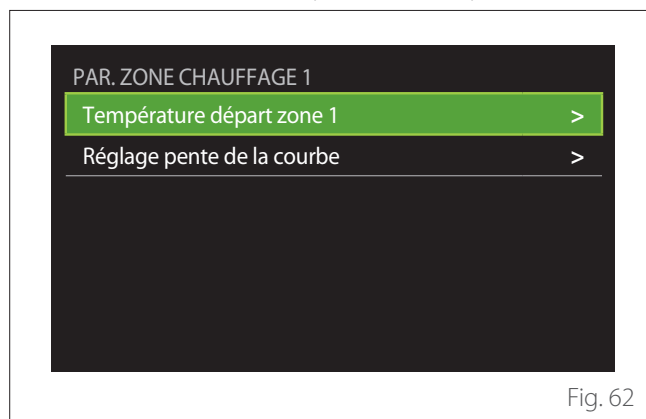 PAR. ZONE CHAUFFAGE 1
Température départ zone 1 >
Réglage pente de la courbe >
Fig. 62